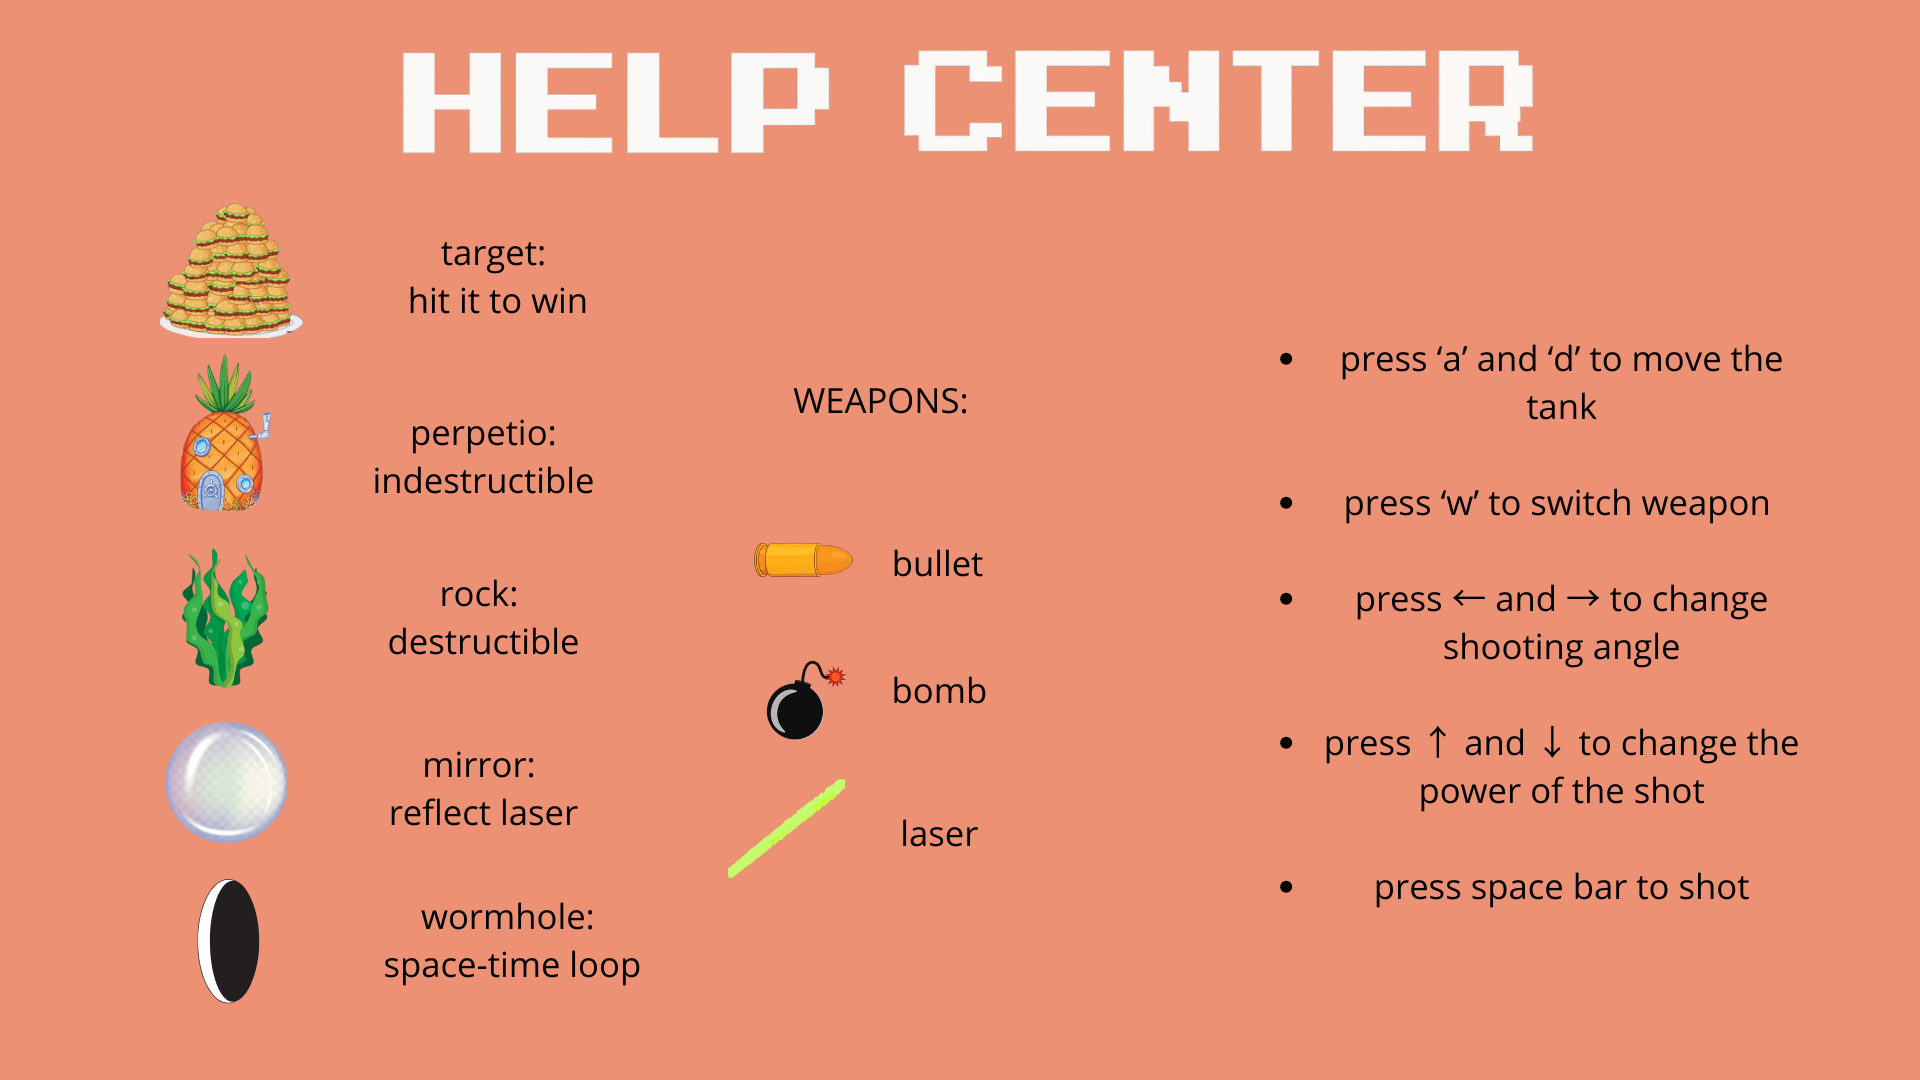 HELP CENTER
target:
hit it to win
perpetio:
indestructible
rock:
destructible
mirror:
reflect laser
wormhole:
space-time loop
WEAPONS:
bullet
bomb
laser
• press ‘a’ and ‘d’ to move the
tank
• press ‘w’ to switch weapon
• press ← and → to change
shooting angle
• press ↑ and ↓ to change the
power of the shot
• press space bar to shot